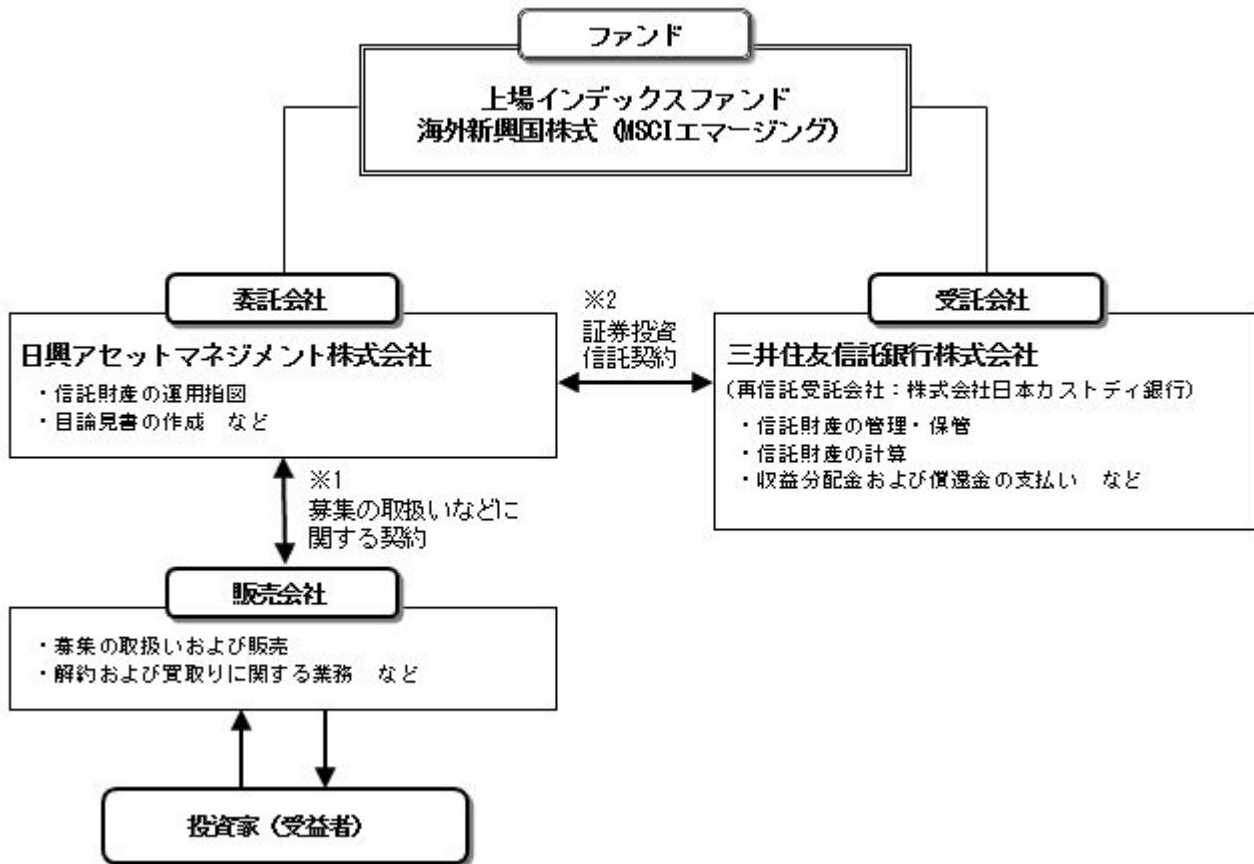 ファンド
上場インデックスファンド
海外新興国株式(MSCIエマージング)
委託会社
日興アセットマネジメント株式会社
・信託財産の運用指図
・目論見書の作成 など
※2
証券投資
信託契約
受託会社
三井住友信託銀行株式会社
(再信託受託会社:株式会社日本カストディ銀行)
・信託財産の管理・保管
・信託財産の計算
・収益分配金および償還金の支払い など
※1
募集の取扱いなどに
関する契約
販売会社
・募集の取扱いおよび販売
・解約および買取りに関する業務 など
投資家(受益者)